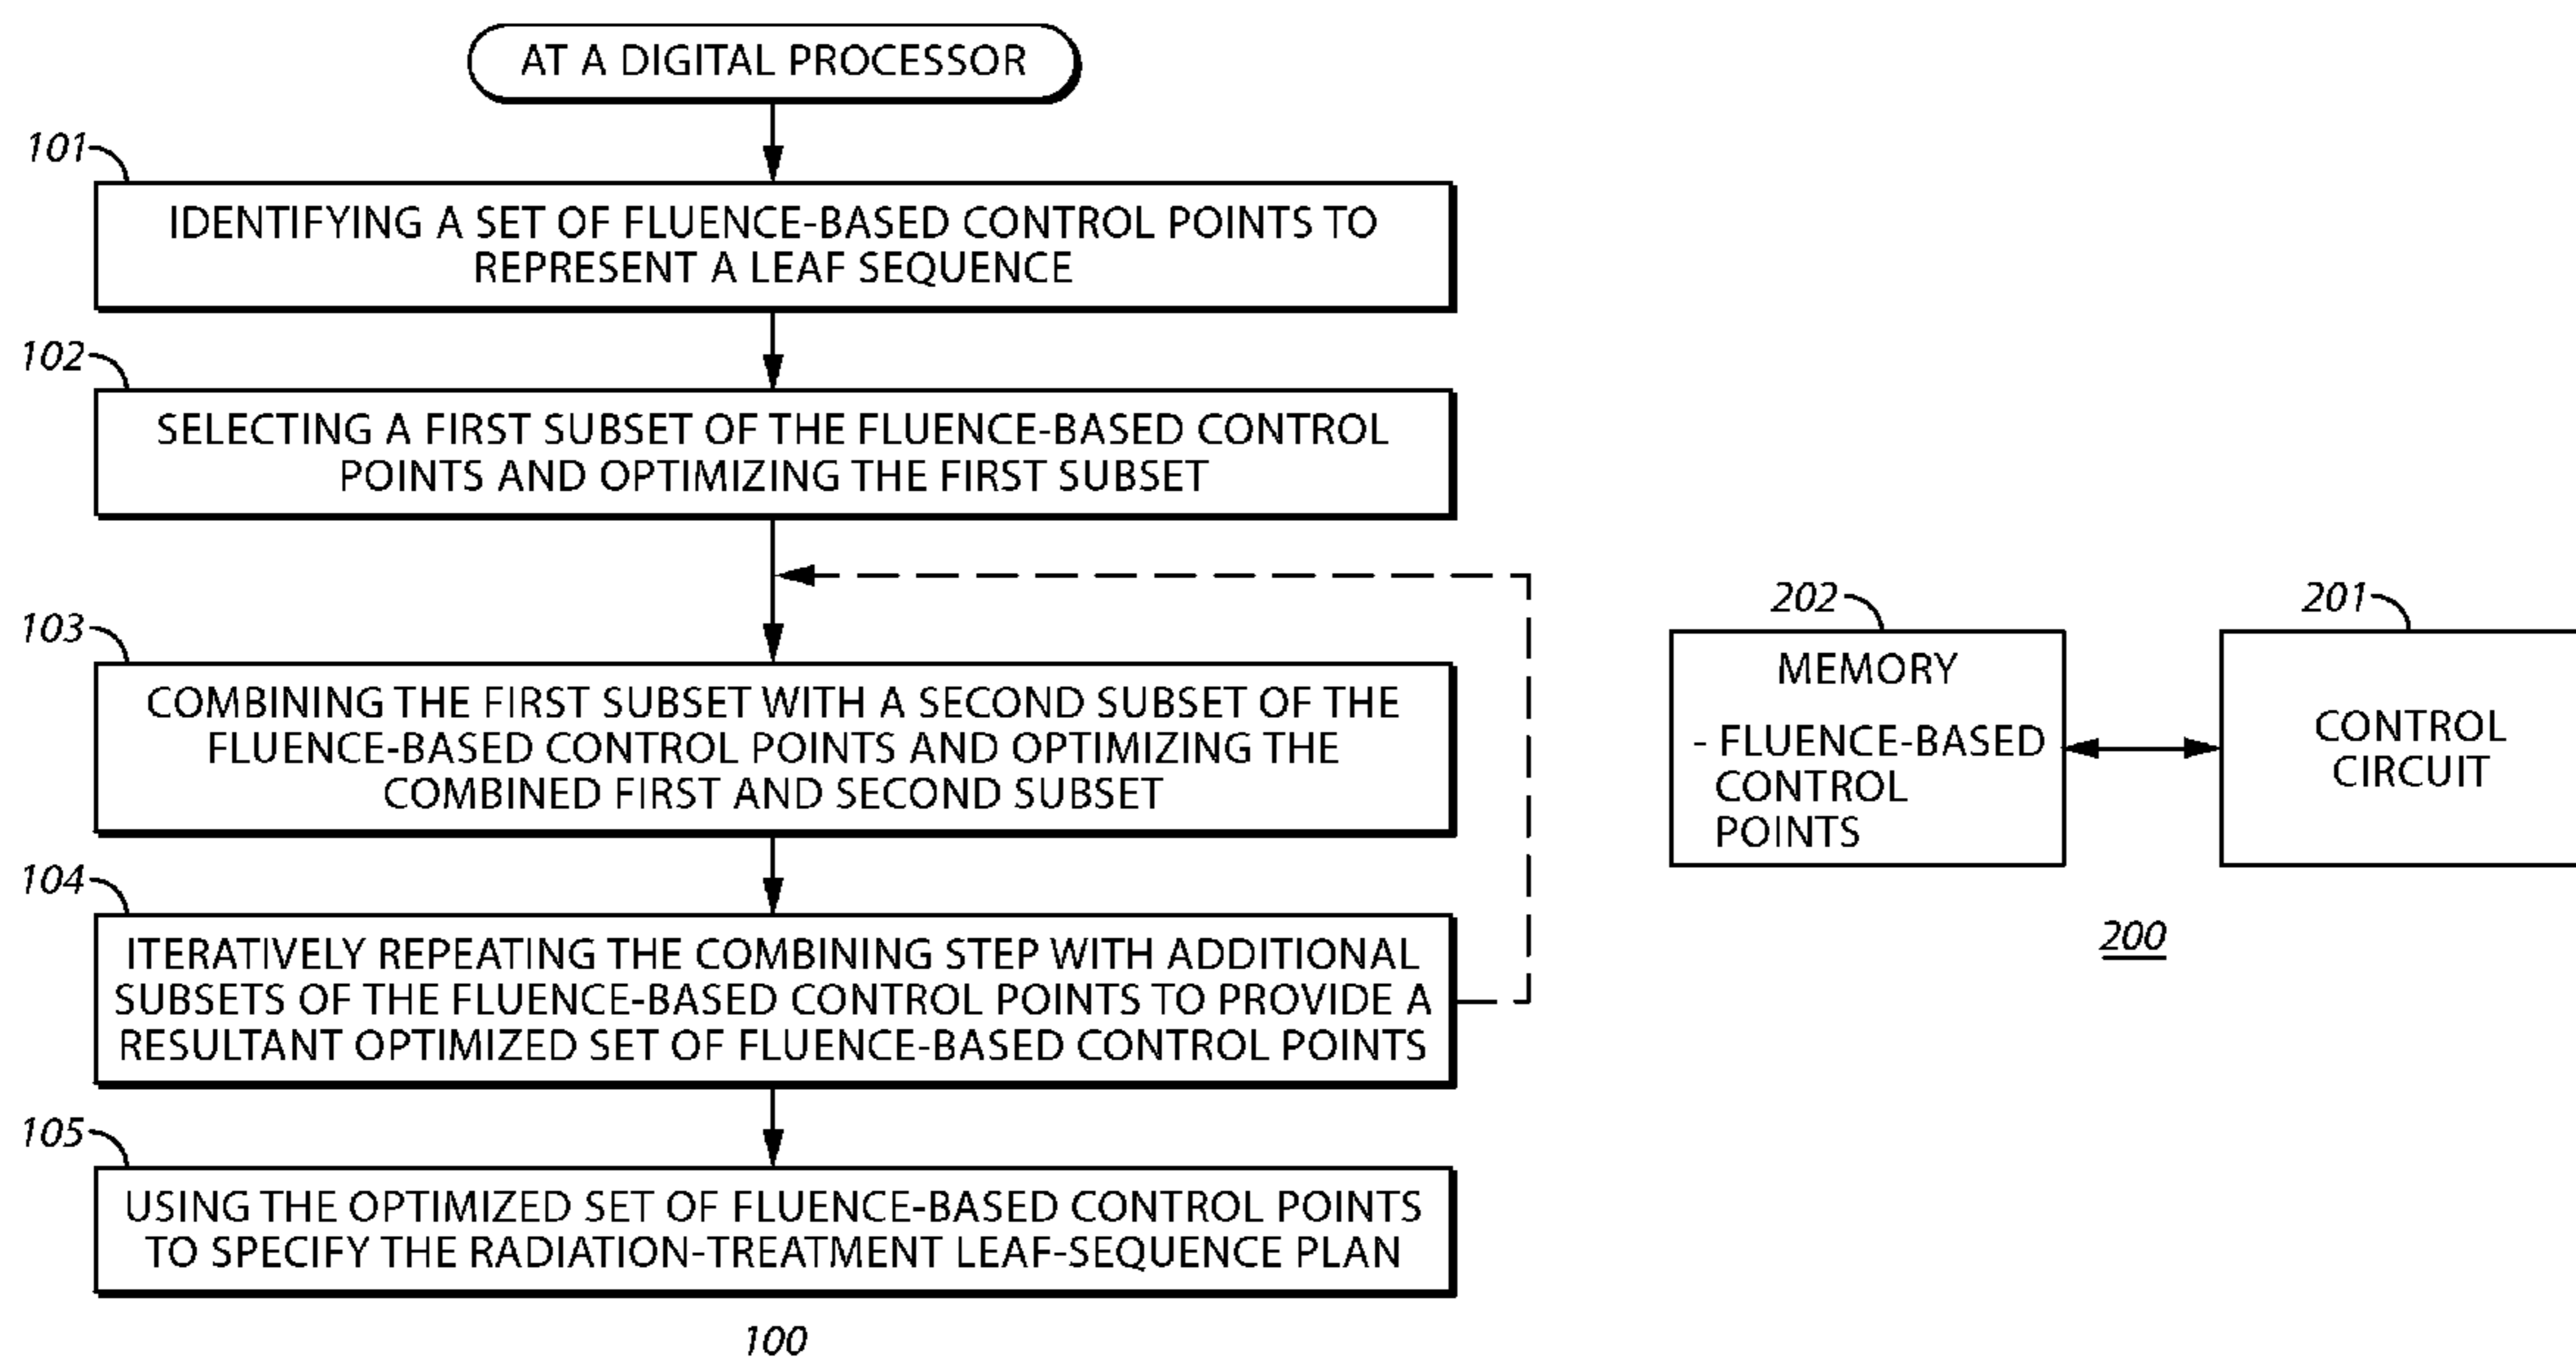 AT A DIGITAL PROCESSOR
101
IDENTIFYING A SET OF FLUENCE-BASED CONTROL POINTS TO
REPRESENT A LEAF SEQUENCE
102
SELECTING A FIRST SUBSET OF THE FLUENCE-BASED CONTROL
POINTS AND OPTIMIZING THE FIRST SUBSET
103
COMBINING THE FIRST SUBSET WITH A SECOND SUBSET OF THE
FLUENCE-BASED CONTROL POINTS AND OPTIMIZING THE
COMBINED FIRST AND SECOND SUBSET
104
ITERATIVELY REPEATING THE COMBINING STEP WITH ADDITIONAL
SUBSETS OF THE FLUENCE-BASED CONTROL POINTS TO PROVIDE A
RESULTANT OPTIMIZED SET OF FLUENCE-BASED CONTROL POINTS
105
USING THE OPTIMIZED SET OF FLUENCE-BASED CONTROL POINTS
TO SPECIFY THE RADIATION-TREATMENT LEAF-SEQUENCE PLAN
100
202
MEMORY
- FLUENCE-BASED
CONTROL
POINTS
201
CONTROL
CIRCUIT
200